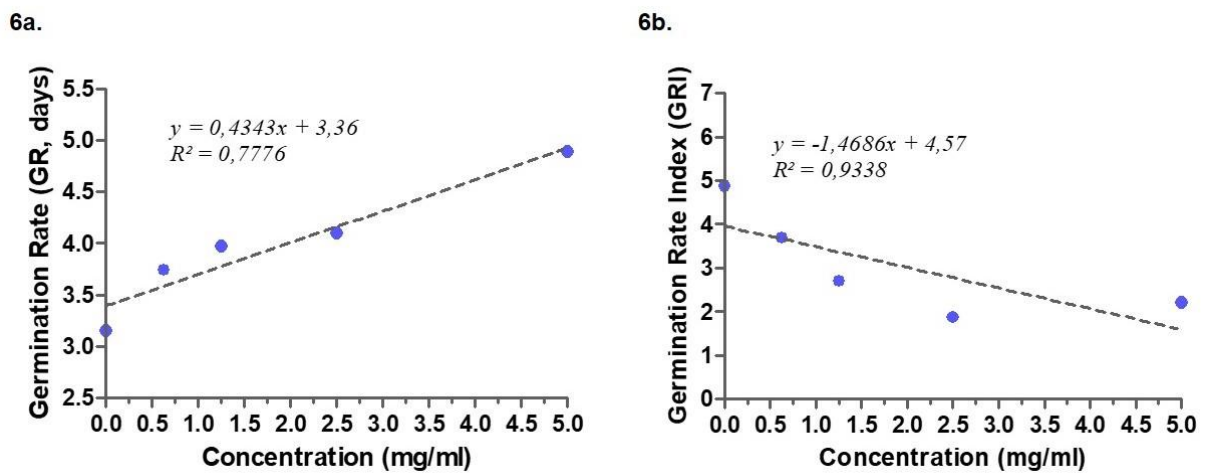 6a.
6b.
Germination Rate (GR, days)
5.5
5.0
4.5
4.0
3.5
3.0
2.5
y = 0,4343x + 3,36
R² = 0,7776
0.0 0.5 1.0 1.5 2.0 2.5 3.0 3.5 4.0 4.5 5.0
Concentration (mg/ml)
Germination Rate Index (GRI)
7
6
5
4
3
2
1
0
y = -1,4686x + 4,57
R² = 0,9338
0.0 0.5 1.0 1.5 2.0 2.5 3.0 3.5 4.0 4.5 5.0
Concentration (mg/ml)